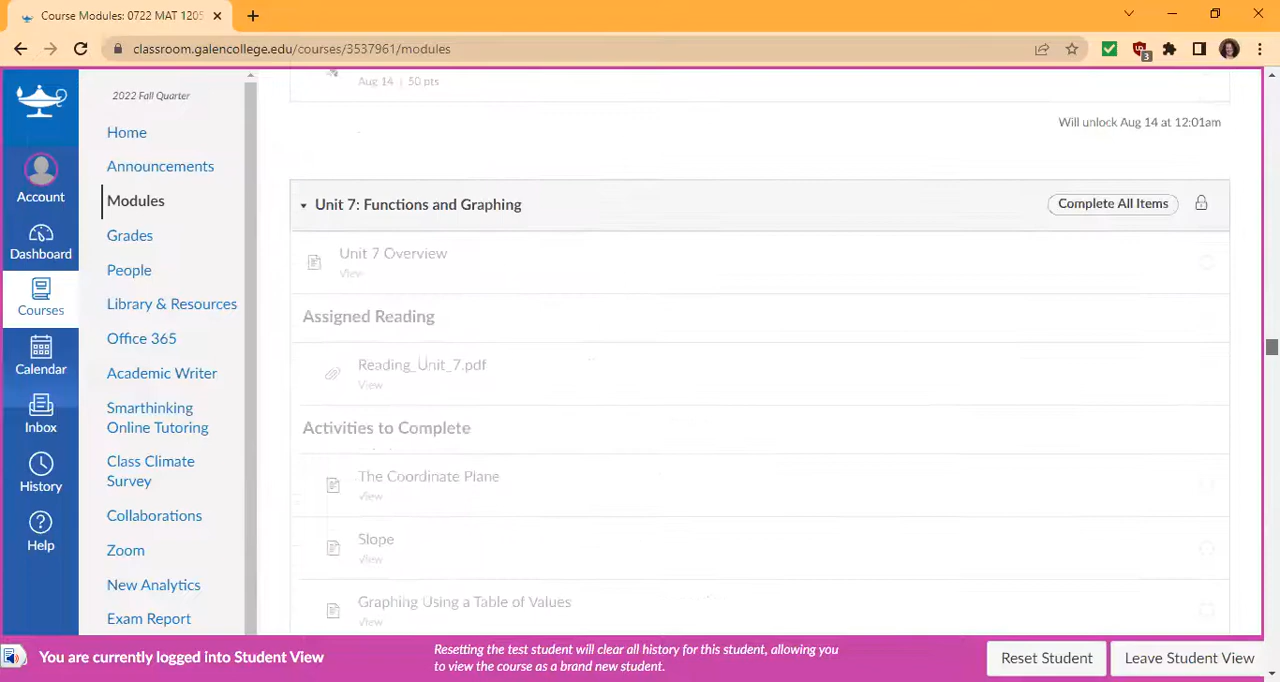 Course Modules: 0722 MAT 1205
classroom.galencollege.edu/courses/3537961/modules
3
Account
Dashboard
Courses
Calendar
Inbox
History
Help
2022 Fall Quarter
Home
Announcements
Modules
Grades
People
Library & Resources
Office 365
Academic Writer
Smarthinking
Online Tutoring
Class Climate
Survey
Collaborations
Zoom
New Analytics
Exam Report
Aug 14 | 50 pts
Will unlock Aug 14 at 12:01am
Unit 7: Functions and Graphing
Complete All Items
Unit 7 Overview
View
Assigned Reading
Reading_Unit_7.pdf
View
Activities to Complete
The Coordinate Plane
View
Slope
View
Graphing Using a Table of Values
View
You are currently logged into Student View
Resetting the test student will clear all history for this student, allowing you
to view the course as a brand new student.
Reset Student
Leave Student View